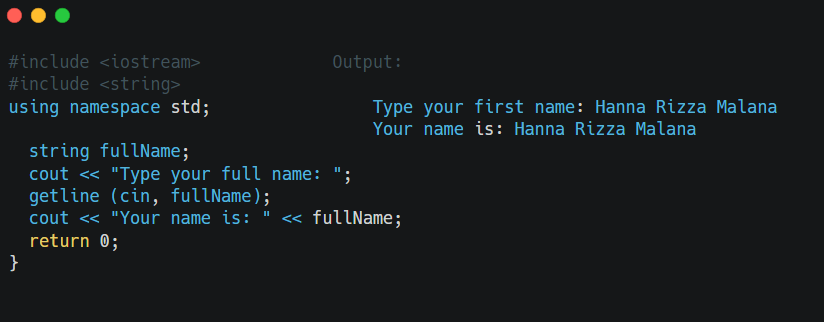 #include <iostream>
Output:
#include <string>
using namespace std;
Type your first name: Hanna Rizza Malana
Your name is: Hanna Rizza Malana
string fullName;
cout << "Type your full name: ";
getline (cin, fullName);
cout << "Your name is: " << fullName;
return 0;
}